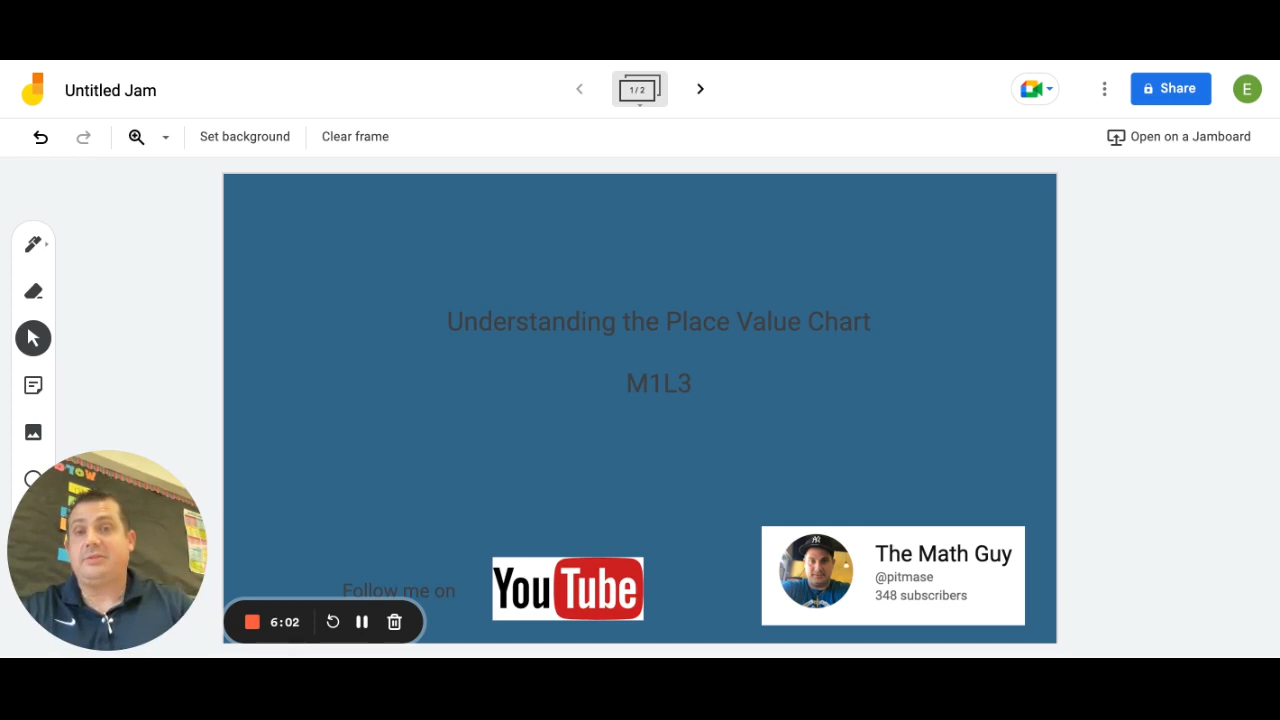 Untitled Jam
1/2
Share
E
Set background
Clear frame
Open on a Jamboard
Understanding the Place Value Chart
M1L3
Follow me on
YouTube
The Math Guy
@pitmase
348 subscribers
6:02